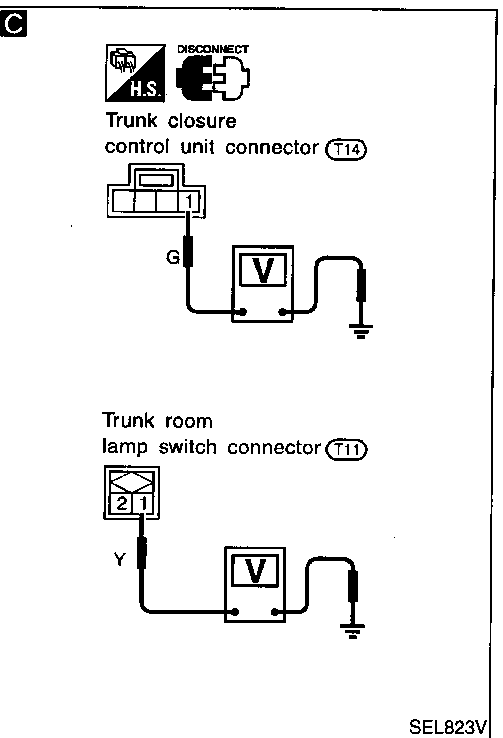 C
DISCONNECT
H.S.
Trunk closure
control unit connector T14
1
G
V
Trunk room
lamp switch connector T11
2 1
Y
V
SEL823V